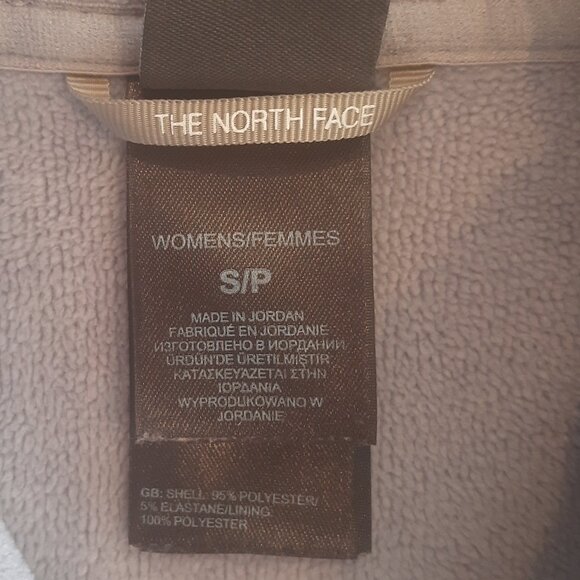 THE NORTH FACE
WOMENS/FEMMES
S/P
MADE IN JORDAN
FABRIQUÉ EN JORDANIE
ИЗГОТОВЛЕНО В ИОРДАНИИ
ÜRDÜN'DE ÜRETILMISTIR
ΚΑΤΑΣΚΕΥΑΖΕΤΑΙ ΣΤΗΝ
ΙΟΡΔΑΝΙΑ
WYPRODUKOWANO W
JORDANIE
GB: SHELL: 95% POLYESTER/
5% ELASTANE/LINING
100% POLYESTER